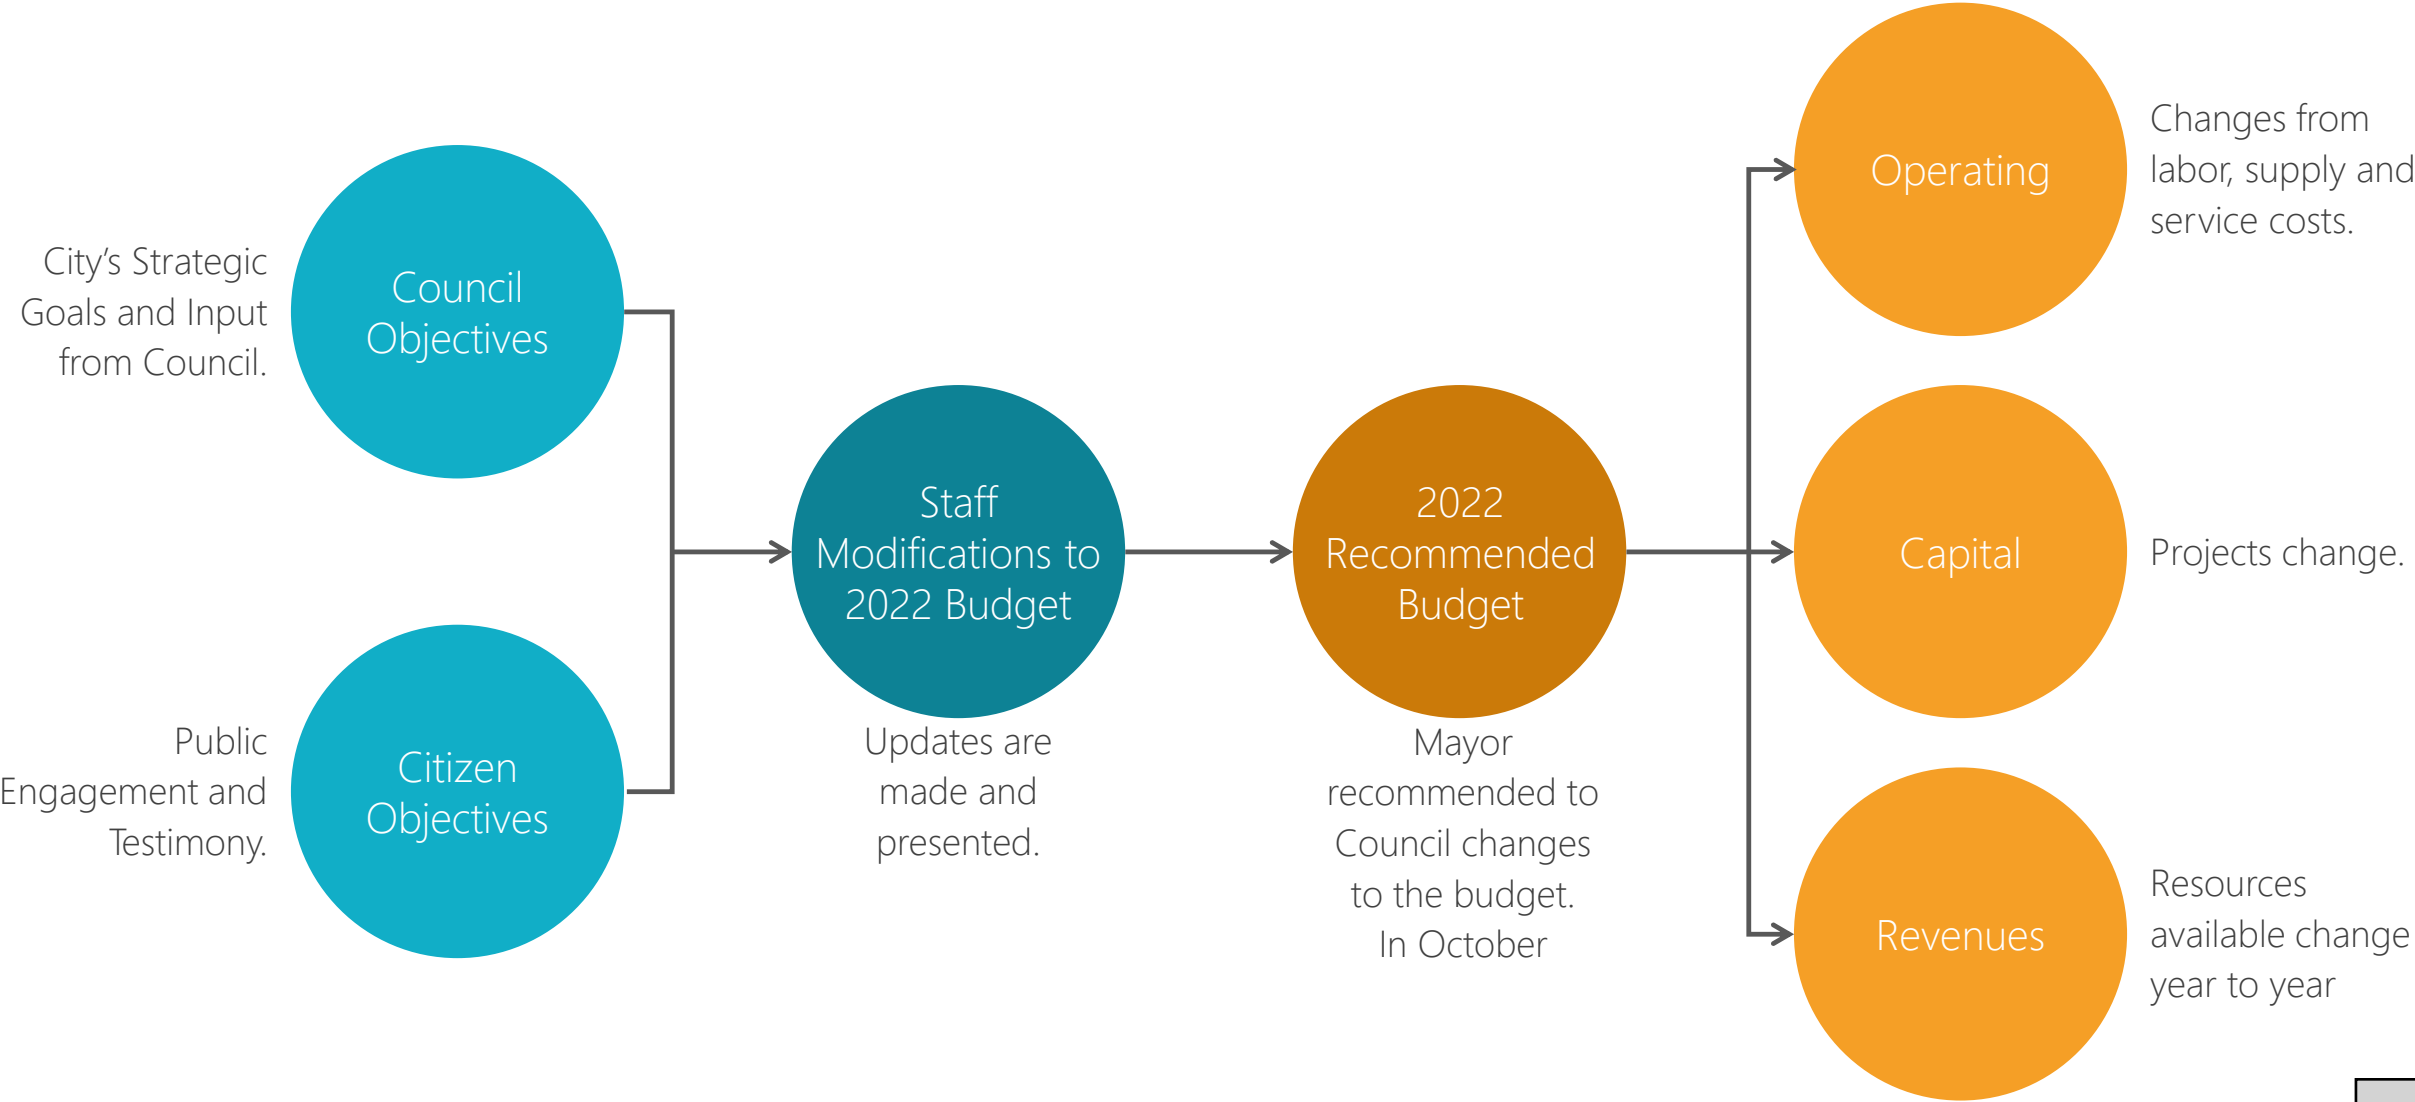 City's Strategic
Goals and Input
from Council.
Council
Objectives
Public
Engagement and
Testimony.
Citizen
Objectives
Staff
Modifications to
2022 Budget
Updates are
made and
presented.
2022
Recommended
Budget
Mayor
recommended to
Council changes
to the budget.
In October
Operating
Changes from
labor, supply and
service costs.
Capital
Projects change.
Revenues
Resources
available change
year to year